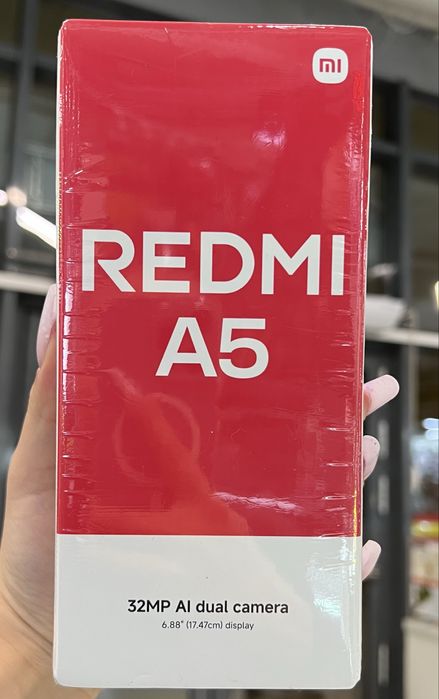 mi
REDMI
A5
32MP AI dual camera
6.88" (17.47cm) display